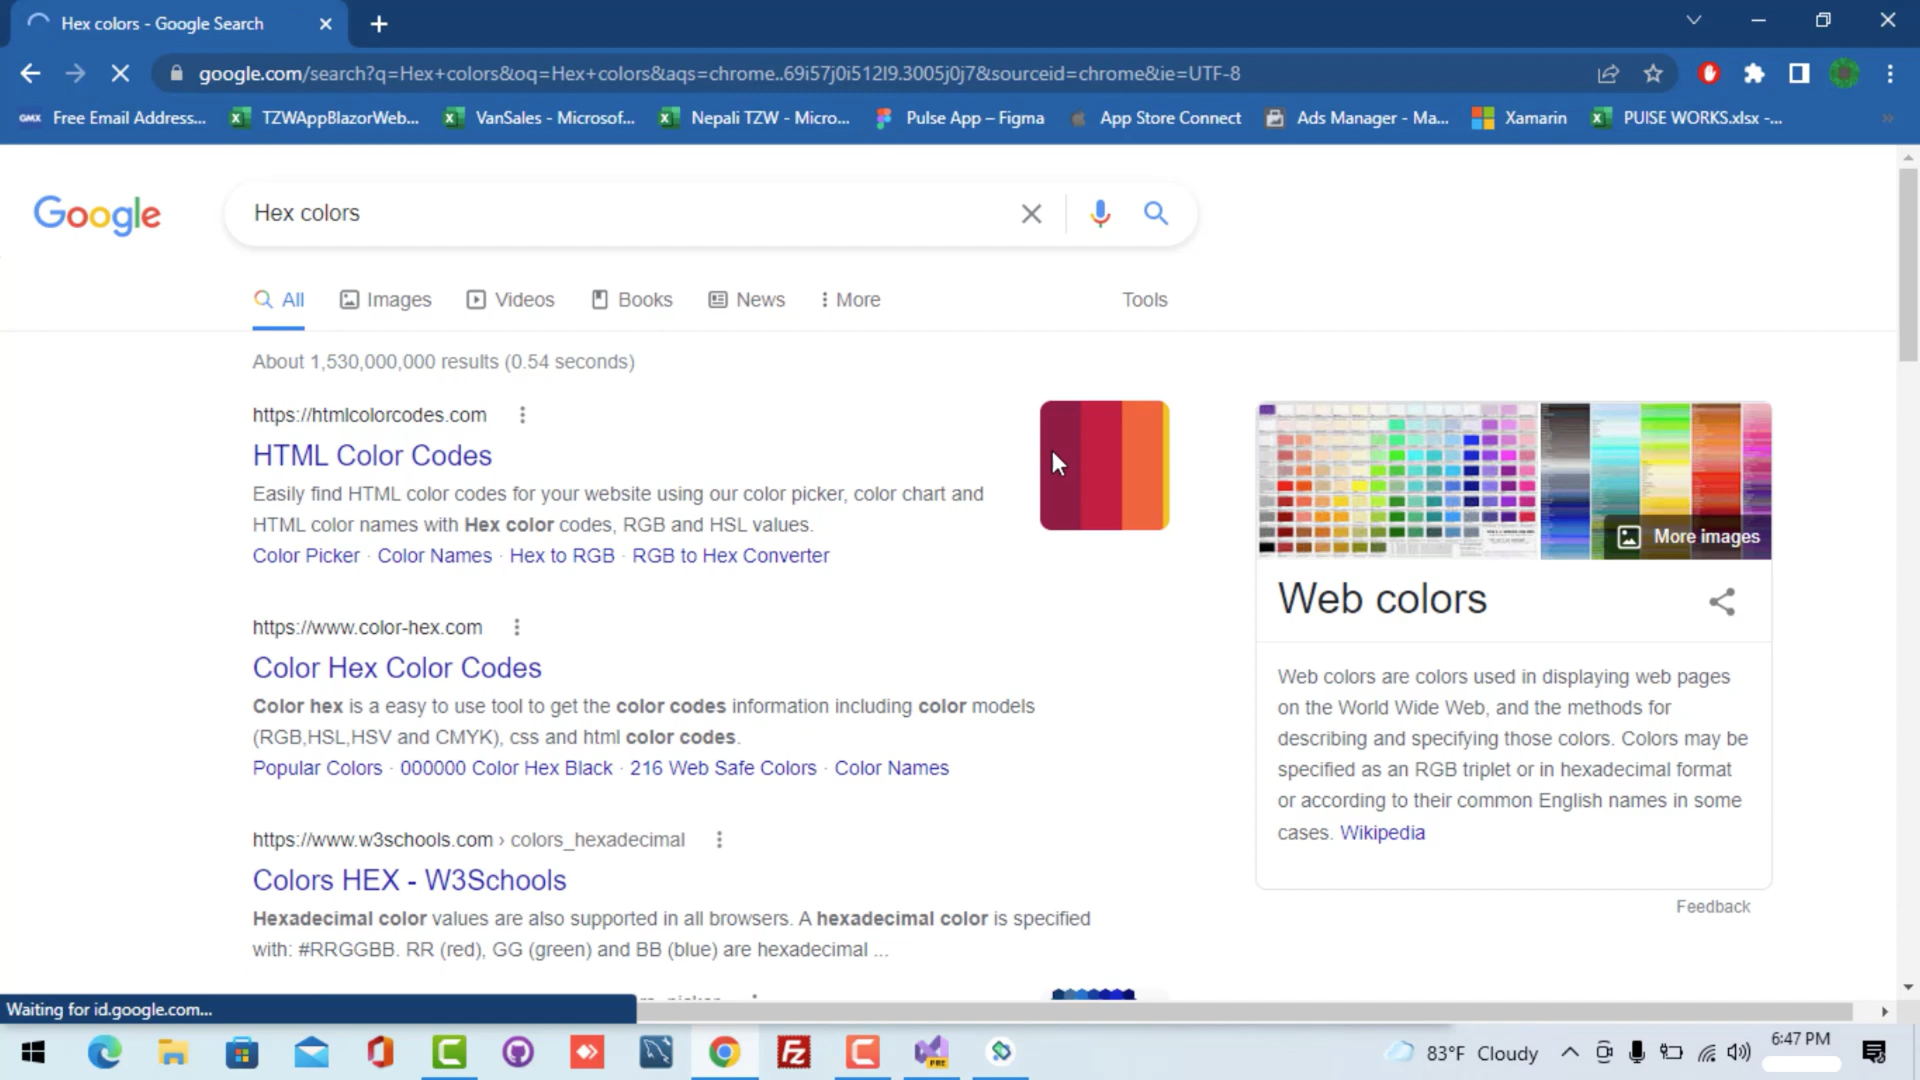 Hex colors - Google Search
google.com/search?q=Hex+colors&oq=Hex+colors&aqs=chrome..69i57j0i512l9.3005j0j7&sourceid=chrome&ie=UTF-8
GMX Free Email Address... TZWAppBlazorWeb... VanSales - Microsof... Nepali TZW - Micro... Pulse App – Figma App Store Connect Ads Manager - Ma... Xamarin PUlSE WORKS.xlsx -...
Google Hex colors
All Images Videos Books News More Tools
About 1,530,000,000 results (0.54 seconds)
https://htmlcolorcodes.com
HTML Color Codes
Easily find HTML color codes for your website using our color picker, color chart and
HTML color names with Hex color codes, RGB and HSL values.
Color Picker · Color Names · Hex to RGB · RGB to Hex Converter
https://www.color-hex.com
Color Hex Color Codes
Color hex is a easy to use tool to get the color codes information including color models
(RGB,HSL,HSV and CMYK), css and html color codes.
Popular Colors · 000000 Color Hex Black · 216 Web Safe Colors · Color Names
https://www.w3schools.com › colors_hexadecimal
Colors HEX - W3Schools
Hexadecimal color values are also supported in all browsers. A hexadecimal color is specified
with: #RRGGBB. RR (red), GG (green) and BB (blue) are hexadecimal ...
More images
Web colors
Web colors are colors used in displaying web pages
on the World Wide Web, and the methods for
describing and specifying those colors. Colors may be
specified as an RGB triplet or in hexadecimal format
or according to their common English names in some
cases. Wikipedia
Feedback
Waiting for id.google.com...
83°F Cloudy 6:47 PM